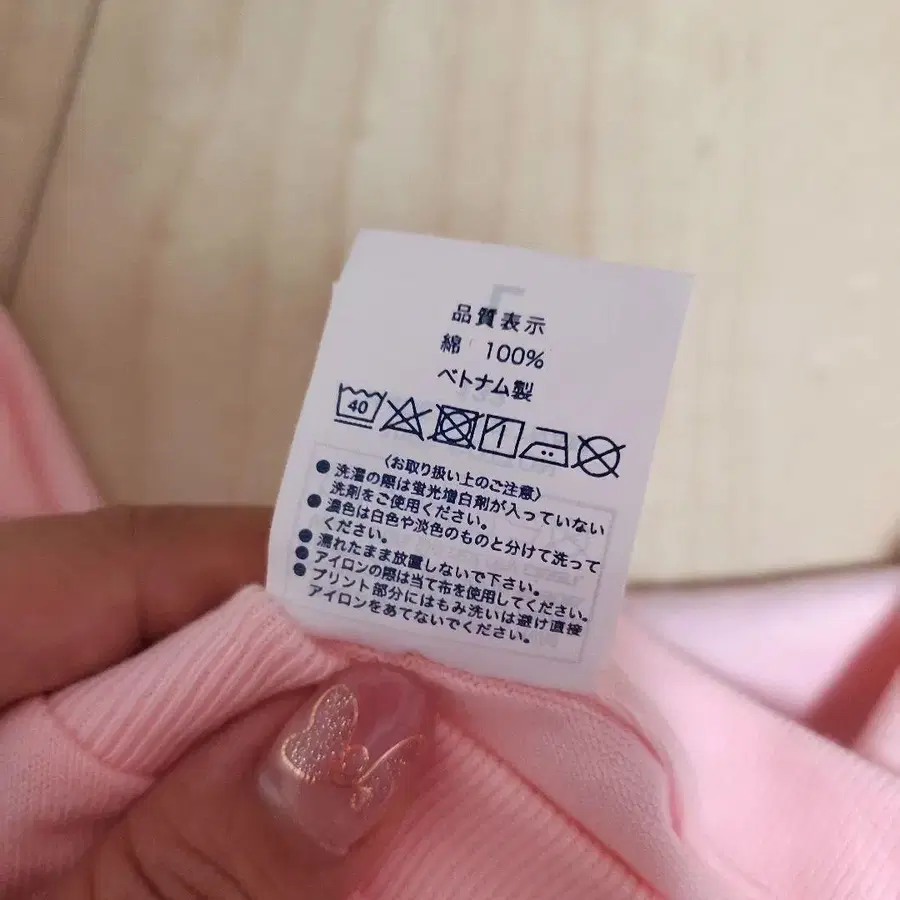 品質表示
綿 100%
ベトナム製
40
〈お取り扱い上のご注意〉
●洗濯の際は蛍光増白剤が入っていない
洗剤をご使用ください。
●濃色は白色や淡色のものと分けて洗って
ください。
●濡れたまま放置しないで下さい。
●アイロンの際は当て布を使用してください。
●プリント部分にはもみ洗いは避け直接
アイロンをあてないでください。